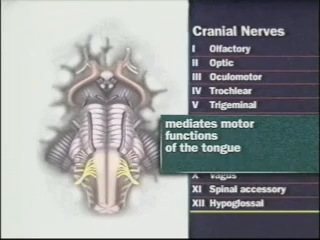 Cranial Nerves
I Olfactory
II Optic
III Oculomotor
IV Trochlear
V Trigeminal
mediates motor
functions
of the tongue
X Vagus
XI Spinal accessory
XII Hypoglossal